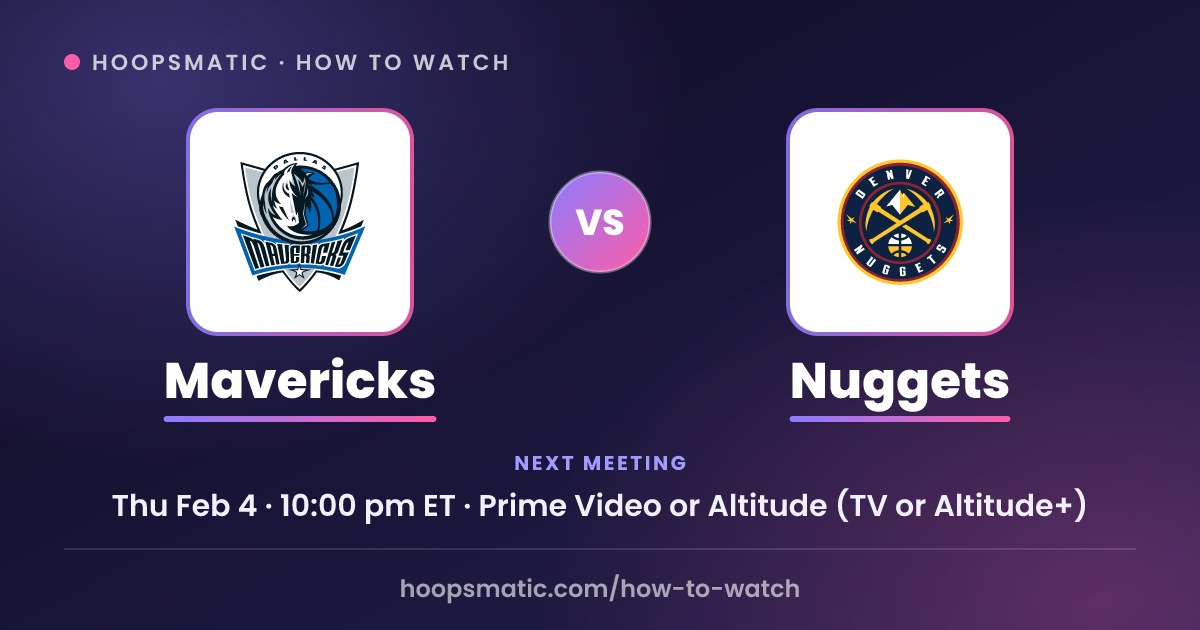 HOOPSMATIC · HOW TO WATCH
DALLAS
MAVERICKS
VS
DENVER
NUGGETS
Mavericks
Nuggets
NEXT MEETING
Thu Feb 4 · 10:00 pm ET · Prime Video or Altitude (TV or Altitude+)
hoopsmatic.com/how-to-watch